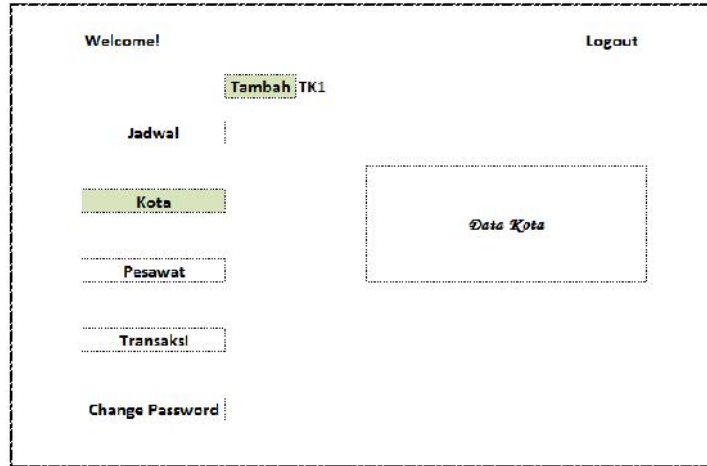 Welcome! Logout
Tambah TK1
Jadwal
Kota
Data Kota
Pesawat
Transaksi
Change Password